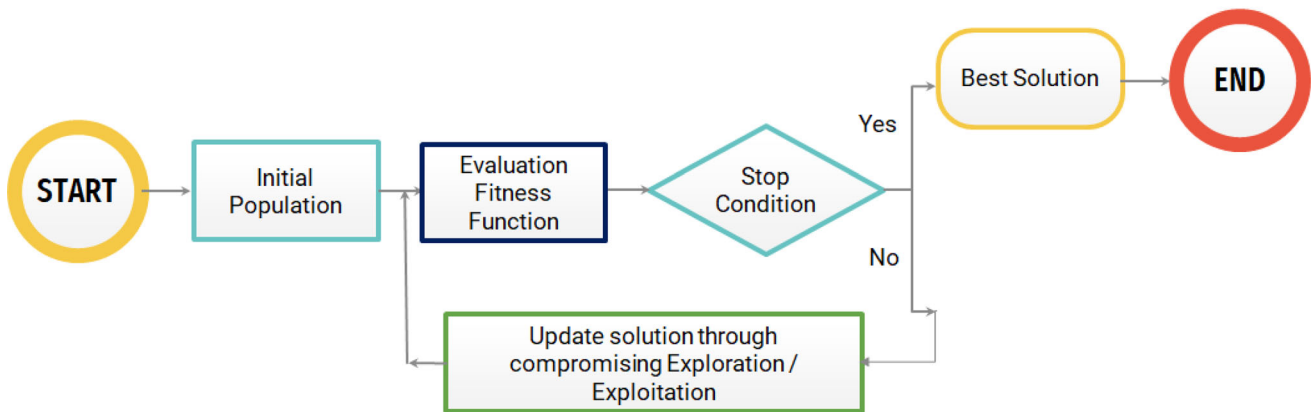 START
Initial
Population
Evaluation
Fitness
Function
Stop
Condition
Yes
No
Best Solution
END
Update solution through
compromising Exploration /
Exploitation